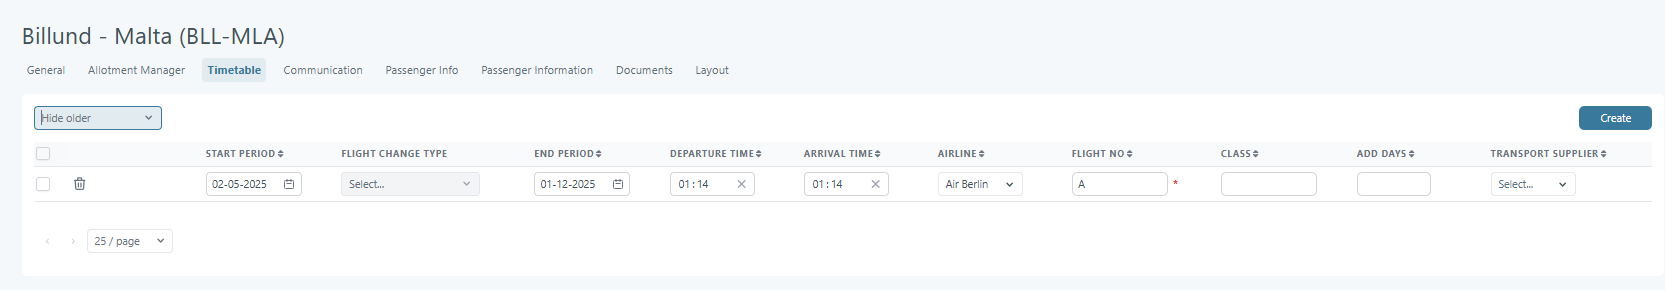 Billund - Malta (BLL-MLA)
General Allotment Manager Timetable Communication Passenger Info Passenger Information Documents Layout
Hide older Create
START PERIOD FLIGHT CHANGE TYPE END PERIOD DEPARTURE TIME ARRIVAL TIME AIRLINE FLIGHT NO CLASS ADD DAYS TRANSPORT SUPPLIER
02-05-2025 Select... 01-12-2025 01:14 01:14 Air Berlin A * Select...
25 / page